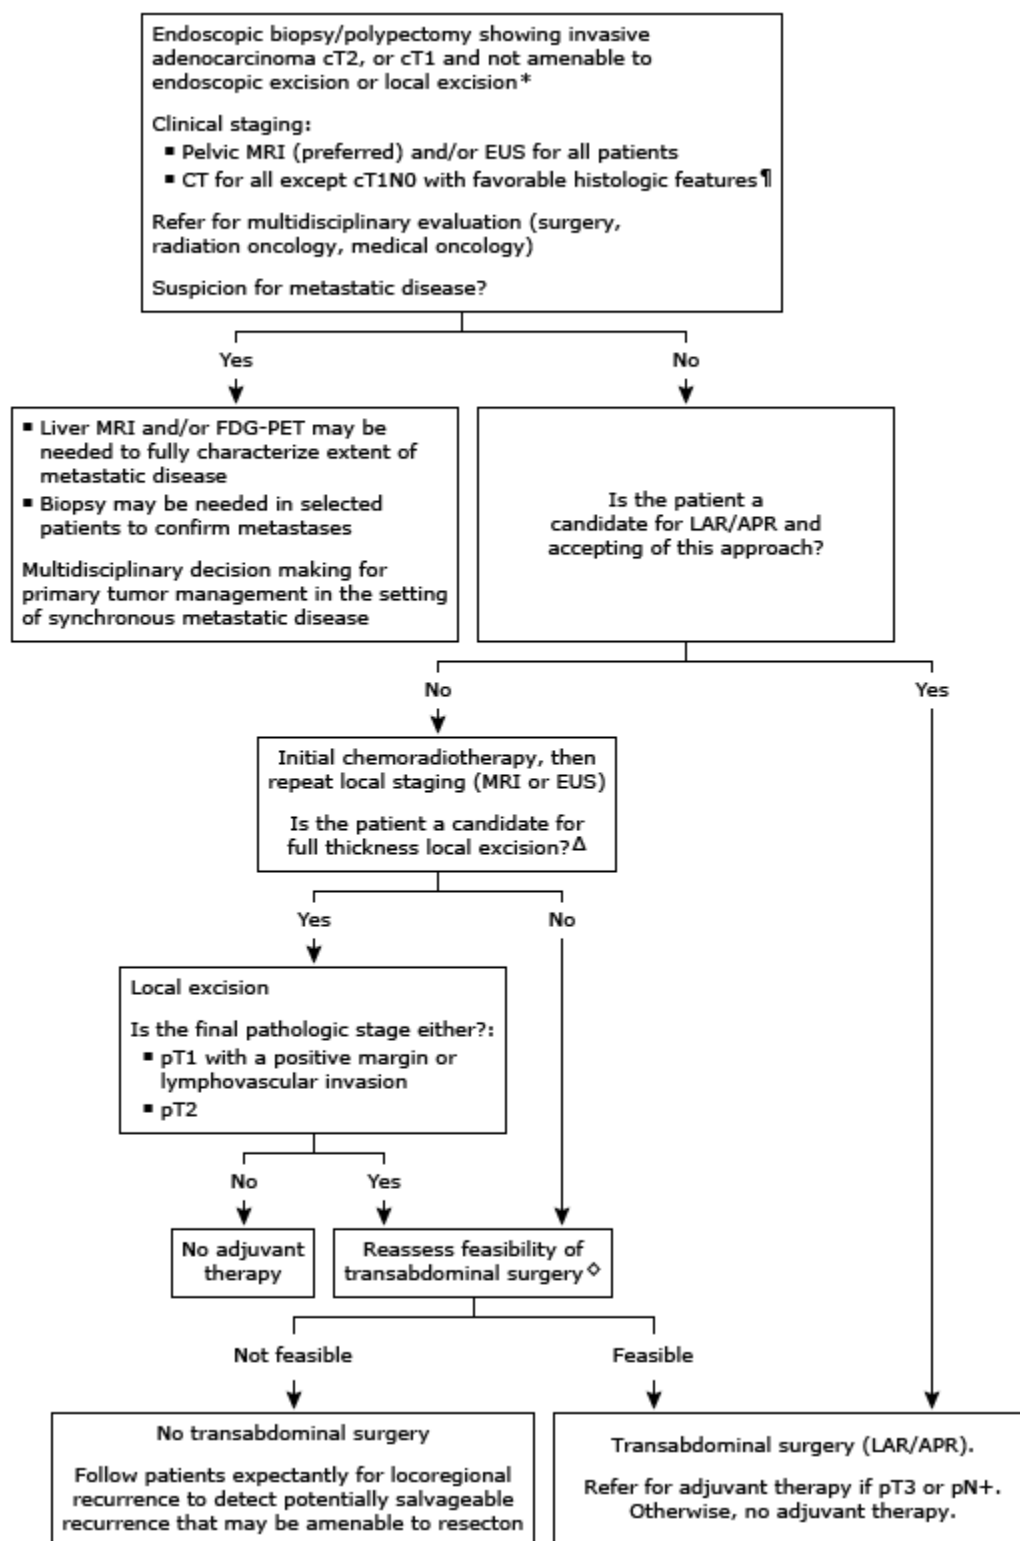 Endoscopic biopsy/polypectomy showing invasive
adenocarcinoma cT2, or cT1 and not amenable to
endoscopic excision or local excision*
Clinical staging:
▪ Pelvic MRI (preferred) and/or EUS for all patients
▪ CT for all except cT1N0 with favorable histologic features¶
Refer for multidisciplinary evaluation (surgery,
radiation oncology, medical oncology)
Suspicion for metastatic disease?
Yes
No
▪ Liver MRI and/or FDG-PET may be
needed to fully characterize extent of
metastatic disease
▪ Biopsy may be needed in selected
patients to confirm metastases
Multidisciplinary decision making for
primary tumor management in the setting
of synchronous metastatic disease
Is the patient a
candidate for LAR/APR and
accepting of this approach?
No
Yes
Initial chemoradiotherapy, then
repeat local staging (MRI or EUS)
Is the patient a candidate for
full thickness local excision?Δ
Yes
No
Local excision
Is the final pathologic stage either?:
▪ pT1 with a positive margin or
lymphovascular invasion
▪ pT2
No
Yes
No adjuvant
therapy
Reassess feasibility of
transabdominal surgery◇
Not feasible
Feasible
No transabdominal surgery
Follow patients expectantly for locoregional
recurrence to detect potentially salvageable
recurrence that may be amenable to resecton
Transabdominal surgery (LAR/APR).
Refer for adjuvant therapy if pT3 or pN+.
Otherwise, no adjuvant therapy.